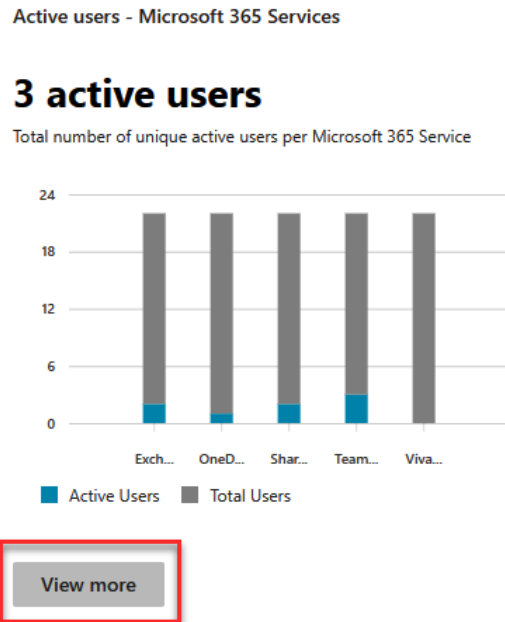 Active users - Microsoft 365 Services
3 active users
Total number of unique active users per Microsoft 365 Service
24
18
12
6
0
Exch... OneD... Shar... Team... Viva...
Active Users Total Users
View more